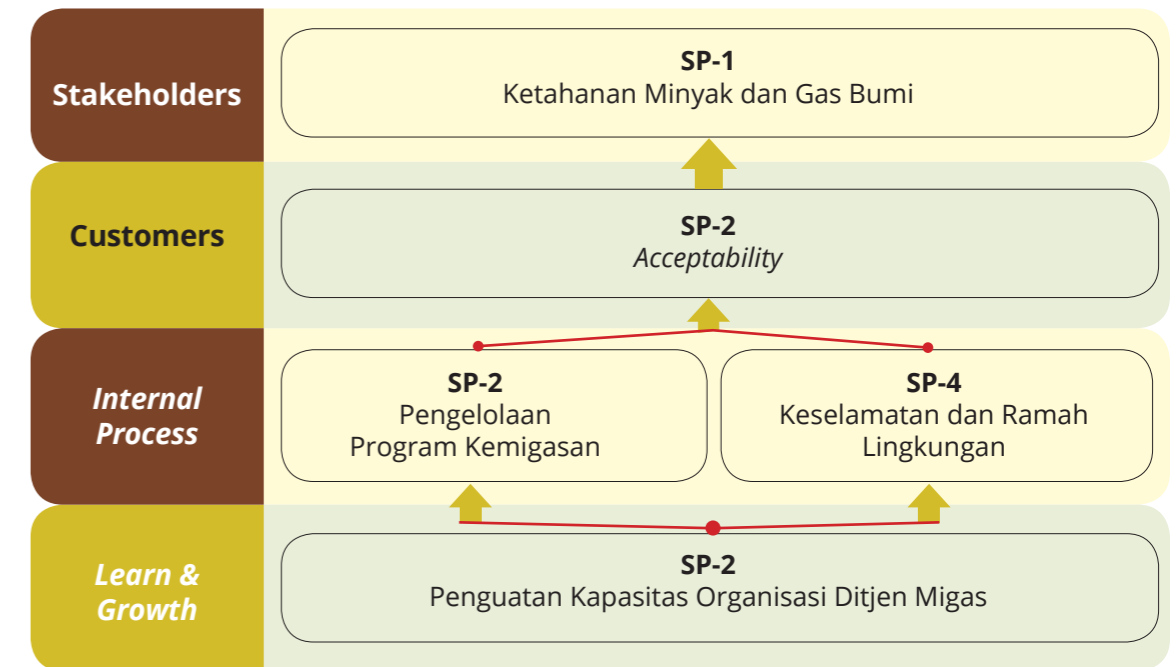 Stakeholders
SP-1
Ketahanan Minyak dan Gas Bumi
Customers
SP-2
Acceptability
Internal
Process
SP-2
Pengelolaan
Program Kemigasan
SP-4
Keselamatan dan Ramah
Lingkungan
Learn &
Growth
SP-2
Penguatan Kapasitas Organisasi Ditjen Migas